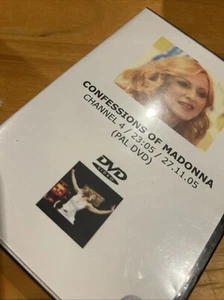 CONFESSIONS OF MADONNA
CHANNEL 4 / 23:05 / 27.11.05
(PAL DVD)
DVD